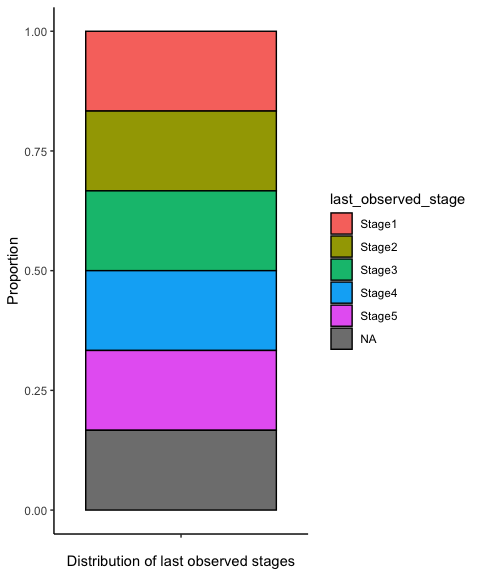 1.00
0.75
0.50
0.25
0.00
Proportion
Distribution of last observed stages
last_observed_stage
Stage1
Stage2
Stage3
Stage4
Stage5
NA